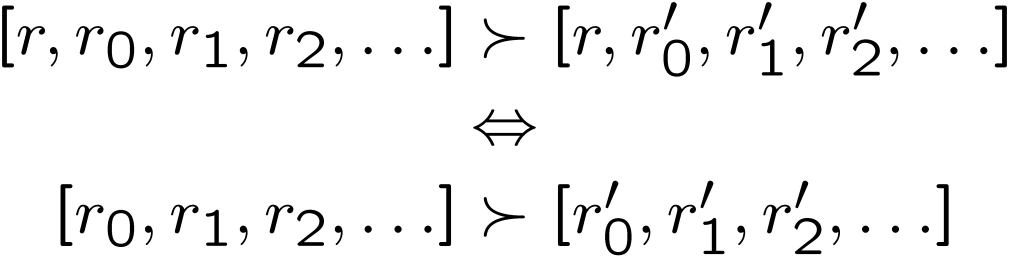 [r, r₀, r₁, r₂, …] ≻ [r, r′₀, r′₁, r′₂, …]
⇔
[r₀, r₁, r₂, …] ≻ [r′₀, r′₁, r′₂, …]